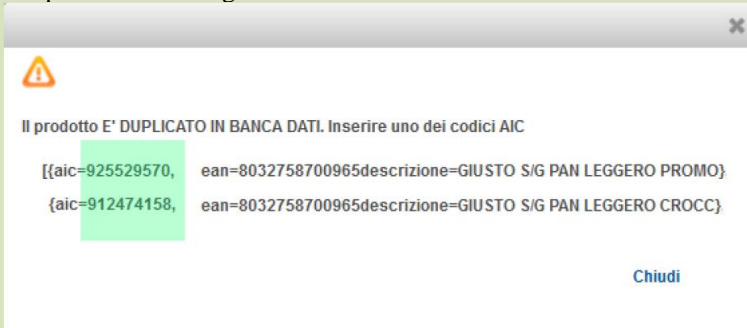 Il prodotto E' DUPLICATO IN BANCA DATI. Inserire uno dei codici AIC
[{aic=925529570, ean=8032758700965descrizione=GIUSTO S/G PAN LEGGERO PROMO}
{aic=912474158, ean=8032758700965descrizione=GIUSTO S/G PAN LEGGERO CROCC}
Chiudi